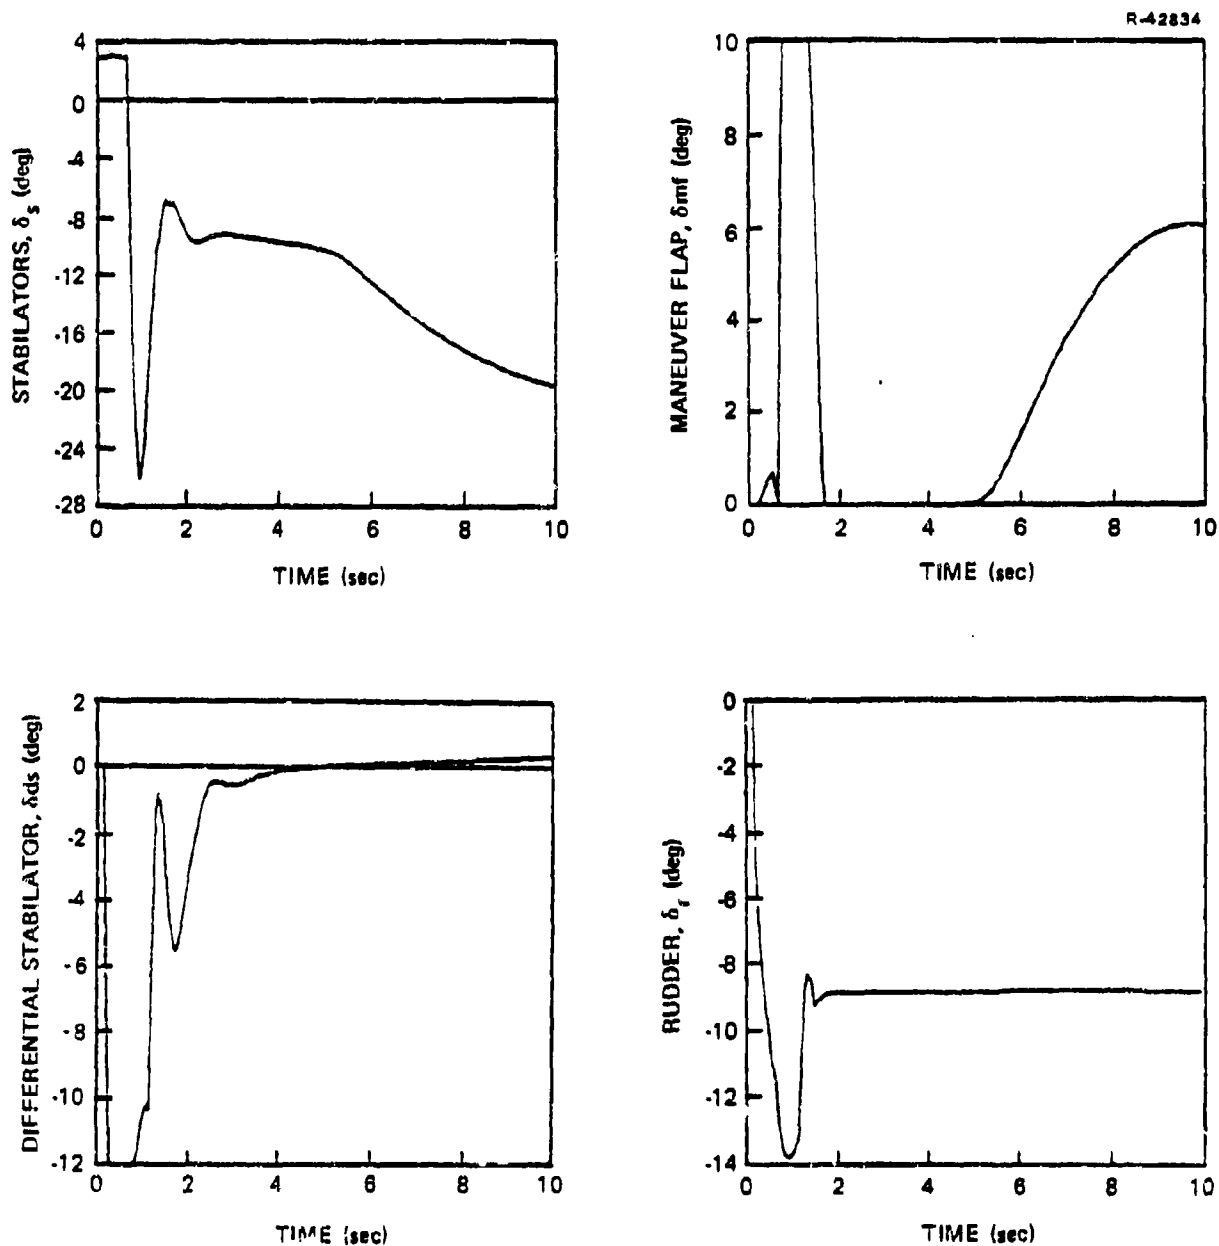 R-42834
4
0
-4
-8
-12
-16
-20
-24
-28
STABILATORS, δs (deg)
0 2 4 6 8 10
TIME (sec)
10
8
6
4
2
0
MANEUVER FLAP, δmf (deg)
0 2 4 6 8 10
TIME (sec)
2
0
-2
-4
-6
-8
-10
-12
DIFFERENTIAL STABILATOR, δds (deg)
0 2 4 6 8 10
TIME (sec)
0
-2
-4
-6
-8
-10
-12
-14
RUDDER, δr (deg)
0 2 4 6 8 10
TIME (sec)